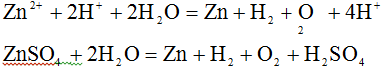 Zn²⁺ + 2H⁺ + 2H₂O = Zn + H₂ + O₂ + 4H⁺
ZnSO₄ + 2H₂O = Zn + H₂ + O₂ + H₂SO₄